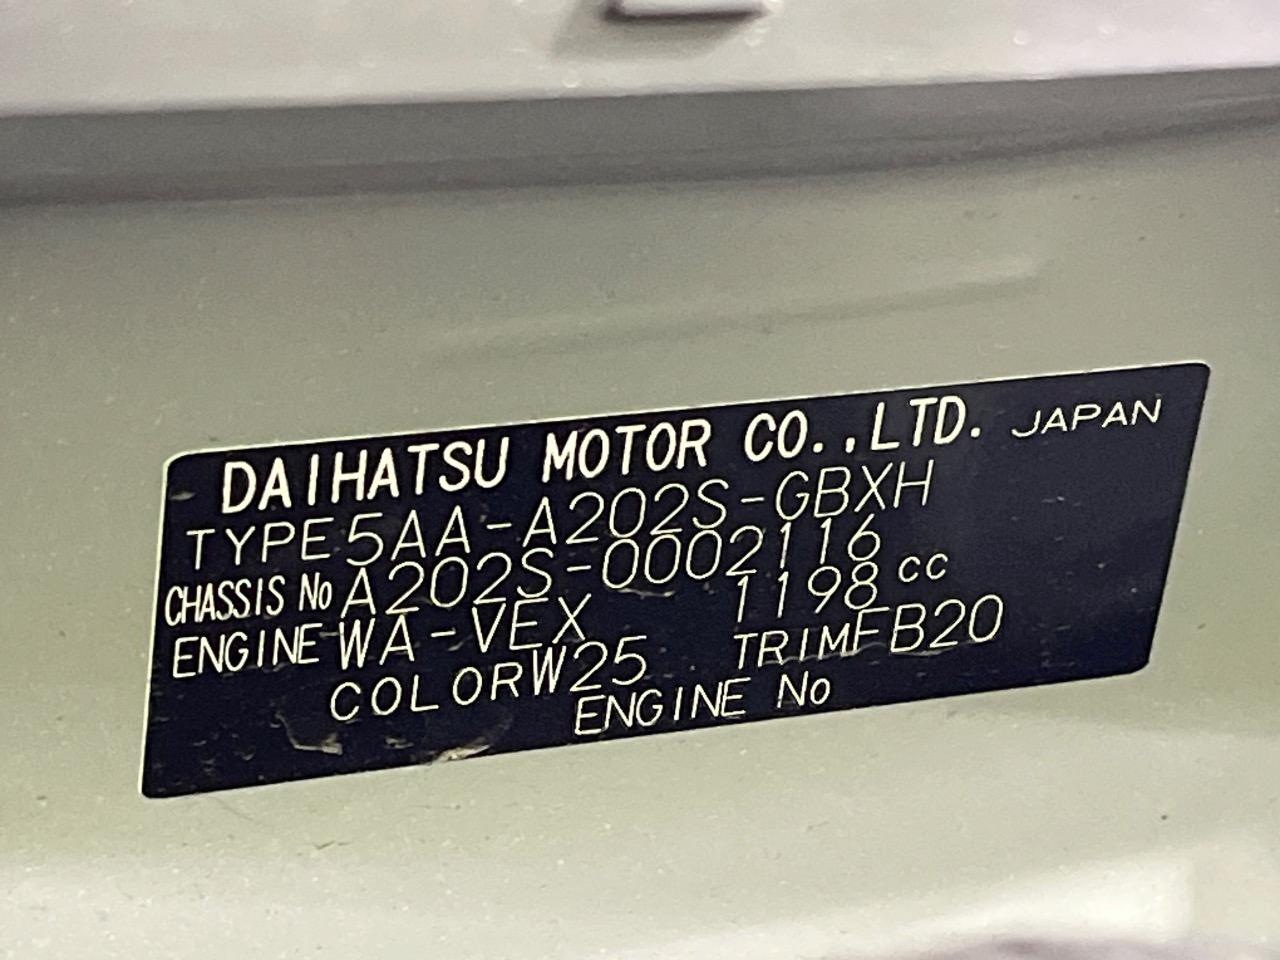 DAIHATSU MOTOR CO.,LTD. JAPAN
TYPE 5AA-A202S-GBXH
CHASSIS No A202S-0002116
ENGINE WA-VEX 1198 cc
COLOR W25 TRIM FB20
ENGINE No